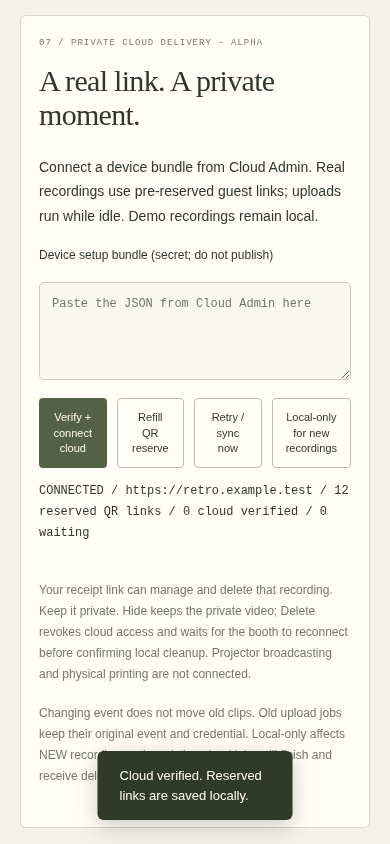 07 / PRIVATE CLOUD DELIVERY - ALPHA
A real link. A private
moment.
Connect a device bundle from Cloud Admin. Real
recordings use pre-reserved guest links; uploads
run while idle. Demo recordings remain local.
Device setup bundle (secret; do not publish)
Paste the JSON from Cloud Admin here
Verify +
connect
cloud
Refill
QR
reserve
Retry /
sync
now
Local-only
for new
recordings
CONNECTED / https://retro.example.test / 12
reserved QR links / 0 cloud verified / 0
waiting
Your receipt link can manage and delete that recording.
Keep it private. Hide keeps the private video; Delete
revokes cloud access and waits for the booth to reconnect
before confirming local cleanup. Projector broadcasting
and physical printing are not connected.
Changing event does not move old clips. Old upload jobs
keep their original event and credential. Local-only affects
NEW
and
receive
Cloud verified. Reserved
links are saved locally.